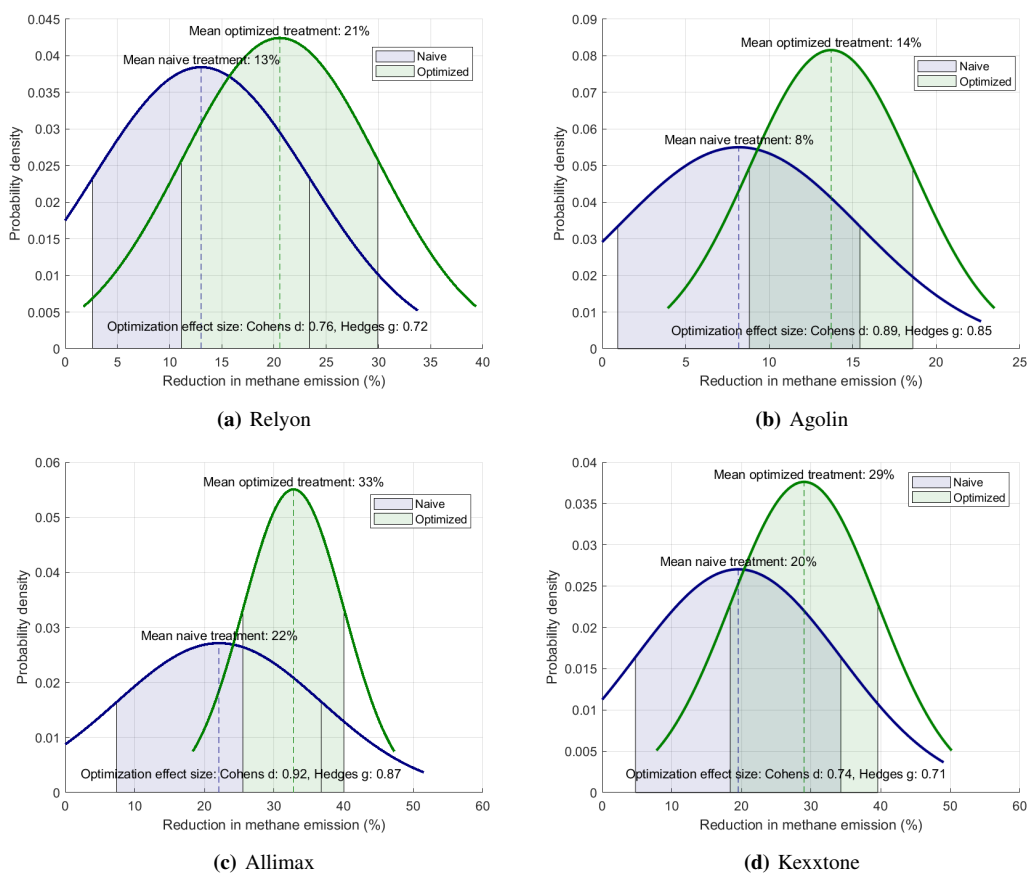 0.045
0.04
0.035
0.03
0.025
0.02
0.015
0.01
0.005
0
Probability density
Mean optimized treatment: 21%
Mean naive treatment: 13%
Naive
Optimized
Optimization effect size: Cohens d: 0.76, Hedges g: 0.72
0 5 10 15 20 25 30 35 40
Reduction in methane emission (%)
(a) Relyon
0.09
0.08
0.07
0.06
0.05
0.04
0.03
0.02
0.01
0
Probability density
Mean optimized treatment: 14%
Mean naive treatment: 8%
Naive
Optimized
Optimization effect size: Cohens d: 0.89, Hedges g: 0.85
0 5 10 15 20 25
Reduction in methane emission (%)
(b) Agolin
0.06
0.05
0.04
0.03
0.02
0.01
0
Probability density
Mean optimized treatment: 33%
Mean naive treatment: 22%
Naive
Optimized
Optimization effect size: Cohens d: 0.92, Hedges g: 0.87
0 10 20 30 40 50 60
Reduction in methane emission (%)
(c) Allimax
0.04
0.035
0.03
0.025
0.02
0.015
0.01
0.005
0
Probability density
Mean optimized treatment: 29%
Mean naive treatment: 20%
Naive
Optimized
Optimization effect size: Cohens d: 0.74, Hedges g: 0.71
0 10 20 30 40 50 60
Reduction in methane emission (%)
(d) Kexxtone